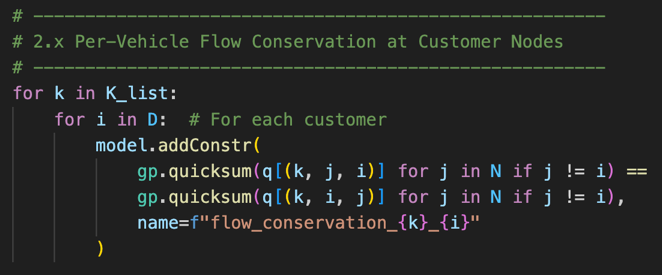 # -------------------------------------------------------
# 2.x Per-Vehicle Flow Conservation at Customer Nodes
# -------------------------------------------------------
for k in K_list:
    for i in D:  # For each customer
        model.addConstr(
            gp.quicksum(q[(k, j, i)] for j in N if j != i) ==
            gp.quicksum(q[(k, i, j)] for j in N if j != i),
            name=f"flow_conservation_{k}_{i}"
        )